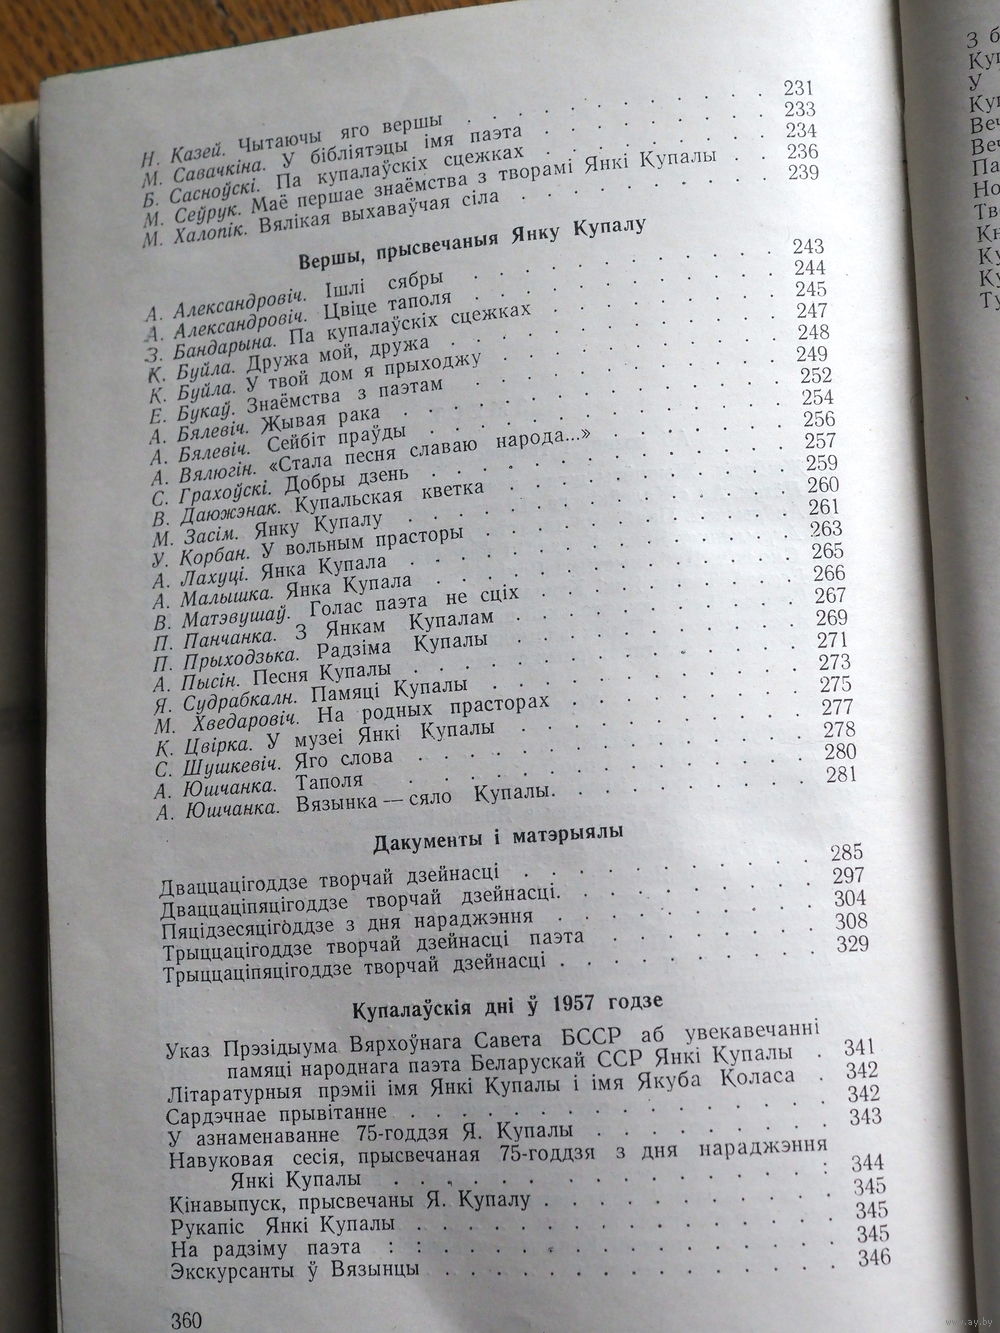 Н. Казей. Чытаючы яго вершы . . . . . . . . . 231
М. Савачкіна. У бібліятэцы імя паэта . . . . . . . 233
Б. Сасноўскі. Па купалаўскіх сцежках . . . . . . . 234
М. Сеўрук. Маё першае знаёмства з творамі Янкі Купалы . . 236
М. Халопік. Вялікая выхаваўчая сіла . . . . . . . 239
Вершы, прысвечаныя Янку Купалу
А. Александровіч. Ішлі сябры . . . . . . . . . 243
А. Александровіч. Цвіце таполя . . . . . . . . 244
З. Бандарына. Па купалаўскіх сцежках . . . . . . 245
К. Буйла. Дружа мой, дружа . . . . . . . . . 247
К. Буйла. У твой дом я прыходжу . . . . . . . . 248
Е. Букаў. Знаёмства з паэтам . . . . . . . . . 249
А. Бялевіч. Жывая рака . . . . . . . . . . 252
А. Бялевіч. Сейбіт праўды . . . . . . . . . . 254
А. Вялюгін. «Стала песня славаю народа...» . . . . . 256
С. Грахоўскі. Добры дзень . . . . . . . . . . 257
В. Даюжэнак. Купальская кветка . . . . . . . . 259
М. Засім. Янку Купалу . . . . . . . . . . 260
У. Корбан. У вольным прасторы . . . . . . . . 261
А. Лахуці. Янка Купала . . . . . . . . . . 263
А. Малышка. Янка Купала . . . . . . . . . . 265
В. Матэвушаў. Голас паэта не сціх . . . . . . . 266
П. Панчанка. З Янкам Купалам . . . . . . . . 267
П. Прыходзька. Радзіма Купалы . . . . . . . . 269
А. Пысін. Песня Купалы . . . . . . . . . . 271
Я. Судрабкалн. Памяці Купалы . . . . . . . . 273
М. Хведаровіч. На родных прасторах . . . . . . 275
К. Цвірка. У музеі Янкі Купалы . . . . . . . . 277
С. Шушкевіч. Яго слова . . . . . . . . . . 278
А. Юшчанка. Таполя . . . . . . . . . . . 280
А. Юшчанка. Вязынка — сяло Купалы. . . . . . . . 281
Дакументы і матэрыялы
Дваццацігоддзе творчай дзейнасці . . . . . . . . 285
Дваццаціпяцігоддзе творчай дзейнасці. . . . . . . . 297
Пяцідзесяцігоддзе з дня нараджэння . . . . . . . 304
Трыццацігоддзе творчай дзейнасці паэта . . . . . . 308
Трыццаціпяцігоддзе творчай дзейнасці . . . . . . . 329
Купалаўскія дні ў 1957 годзе
Указ Прэзідыума Вярхоўнага Савета БССР аб увекавечанні
памяці народнага паэта Беларускай ССР Янкі Купалы . 341
Літаратурныя прэміі імя Янкі Купалы і імя Якуба Коласа . 342
Сардэчнае прывітанне . . . . . . . . . . . 342
У азнаменаванне 75-годдзя Я. Купалы . . . . . . . 343
Навуковая сесія, прысвечаная 75-годдзя з дня нараджэння
Янкі Купалы . . . . . . . . . . . . 344
Кінавыпуск, прысвечаны Я. Купалу . . . . . . . . 345
Рукапіс Янкі Купалы . . . . . . . . . . . 345
На радзіму паэта : : . . . . . . . . . . 345
Экскурсанты ў Вязынцы . . . . . . . . . . 346
360
www.ay.by